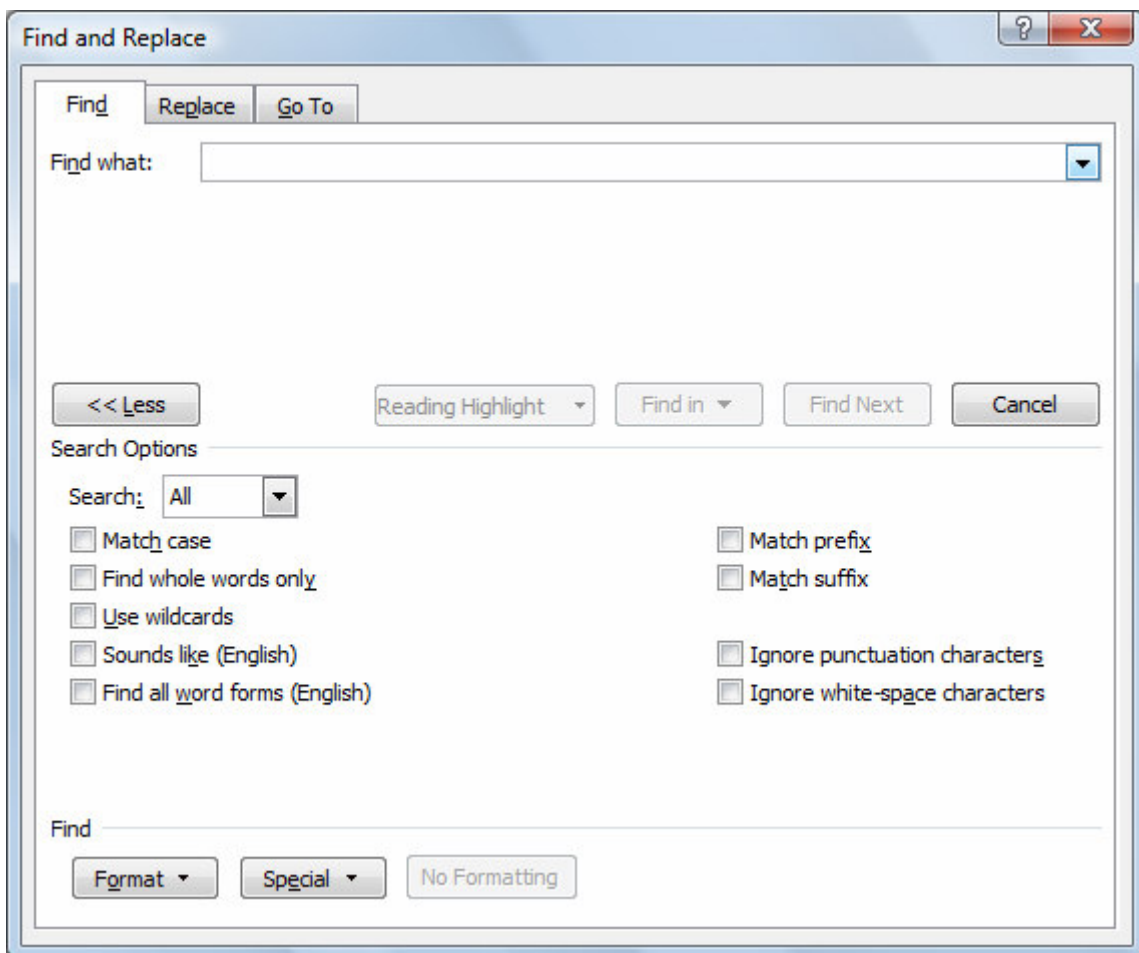 Find and Replace
Find Replace Go To
Find what:
<< Less Reading Highlight Find in Find Next Cancel
Search Options
Search: All
Match case Match prefix
Find whole words only Match suffix
Use wildcards
Sounds like (English) Ignore punctuation characters
Find all word forms (English) Ignore white-space characters
Find
Format Special No Formatting